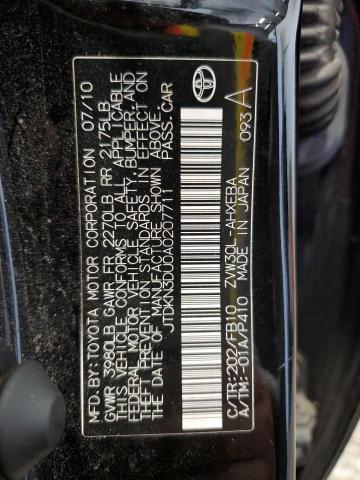 MFD.BY: TOYOTA MOTOR CORPORATION 07/10
GVWR 3980LB GAWR FR 2270LB RR 2175LB
THIS VEHICLE CONFORMS TO ALL APPLICABLE
FEDERAL MOTOR VEHICLE SAFETY, BUMPER, AND
THEFT PREVENTION STANDARDS IN EFFECT ON
THE DATE OF MANUFACTURE SHOWN ABOVE.
JTDKN3DU0A0207711 PASS.CAR
C/TR:202/FB10 ZVW30L-AHXEBA
A/TM:-01A/P410 MADE IN JAPAN 093 A